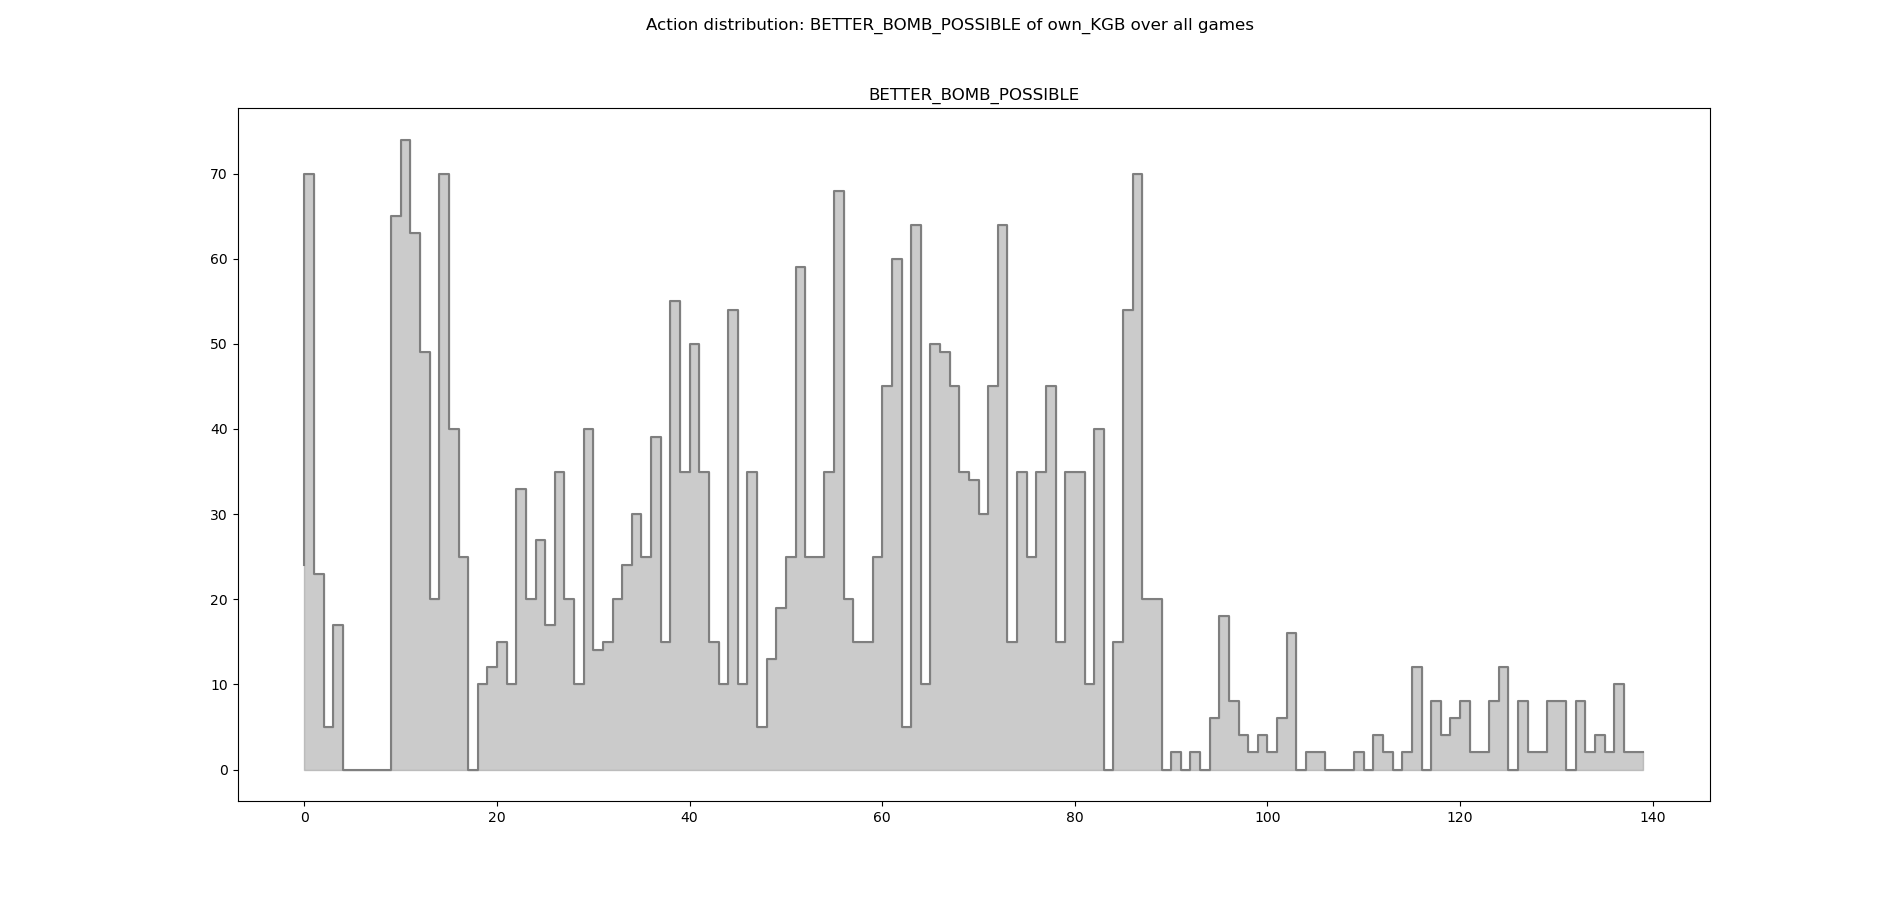 Action distribution: BETTER_BOMB_POSSIBLE of own_KGB over all games
BETTER_BOMB_POSSIBLE
70
60
50
40
30
20
10
0
0 20 40 60 80 100 120 140